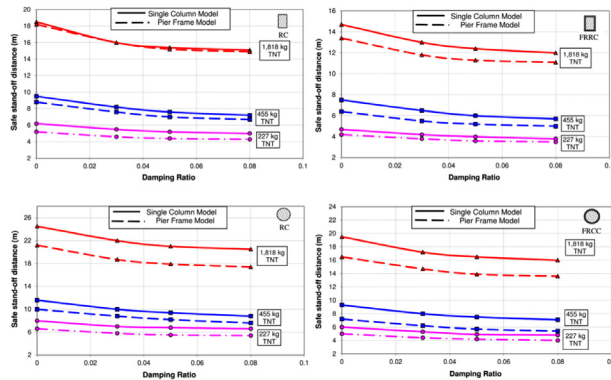 Single Column Model
Pier Frame Model
RC
1,818 kg
TNT
455 kg
TNT
227 kg
TNT
Safe stand-off distance (m)
20
18
16
14
12
10
8
6
4
2
0
0.02
0.04
0.06
0.08
0.1
Damping Ratio
Single Column Model
Pier Frame Model
FRRC
1,818 kg
TNT
455 kg
TNT
227 kg
TNT
Safe stand-off distance (m)
16
14
12
10
8
6
4
2
0
0.02
0.04
0.06
0.08
0.1
Damping Ratio
Single Column Model
Pier Frame Model
RC
1,818 kg
TNT
455 kg
TNT
227 kg
TNT
Safe stand-off distance (m)
26
22
18
14
10
6
2
0
0.02
0.04
0.06
0.08
0.1
Damping Ratio
Single Column Model
Pier Frame Model
FRCC
1,818 kg
TNT
455 kg
TNT
227 kg
TNT
Safe stand-off distance (m)
24
22
20
18
16
14
12
10
8
6
4
2
0
0.02
0.04
0.06
0.08
0.1
Damping Ratio